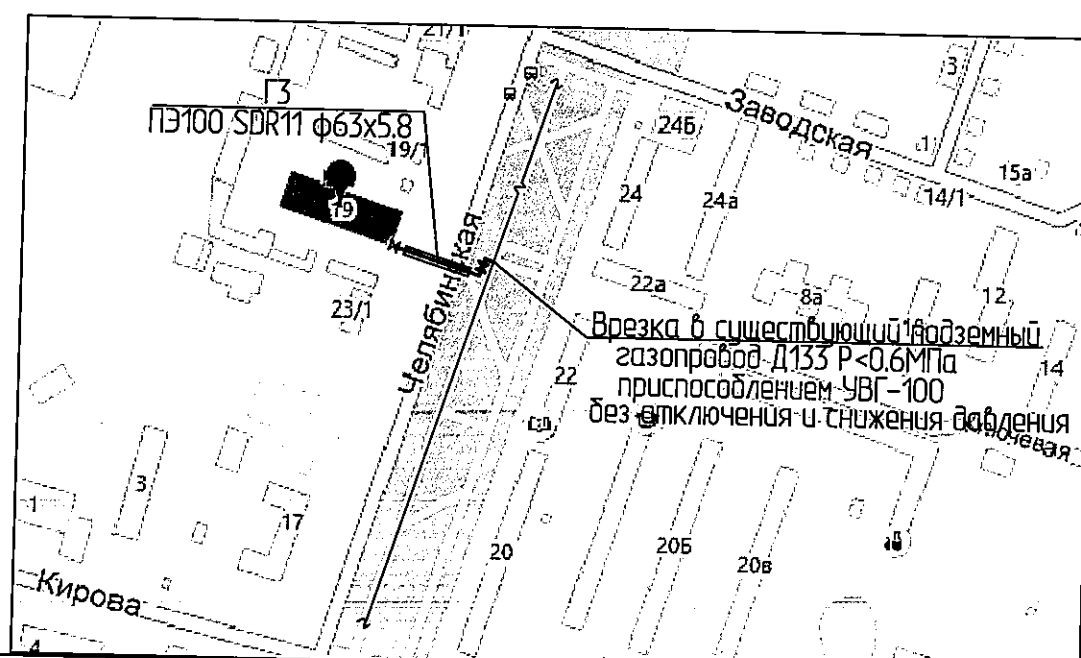 21/1
Г3
ПЭ100 SDR11 ф63х5,8
19/1
19
Заводская
3
1
24Б
24
24а
15а
14/1
22а
8а
12
23/1
Челябинская
Врезка в существующий подземный
газопровод Д133 Р<0.6МПа
приспособлением УВГ-100
без отключения и снижения давления
22
14
Ключевая
3
1
17
20
20Б
20в
Кирова
4